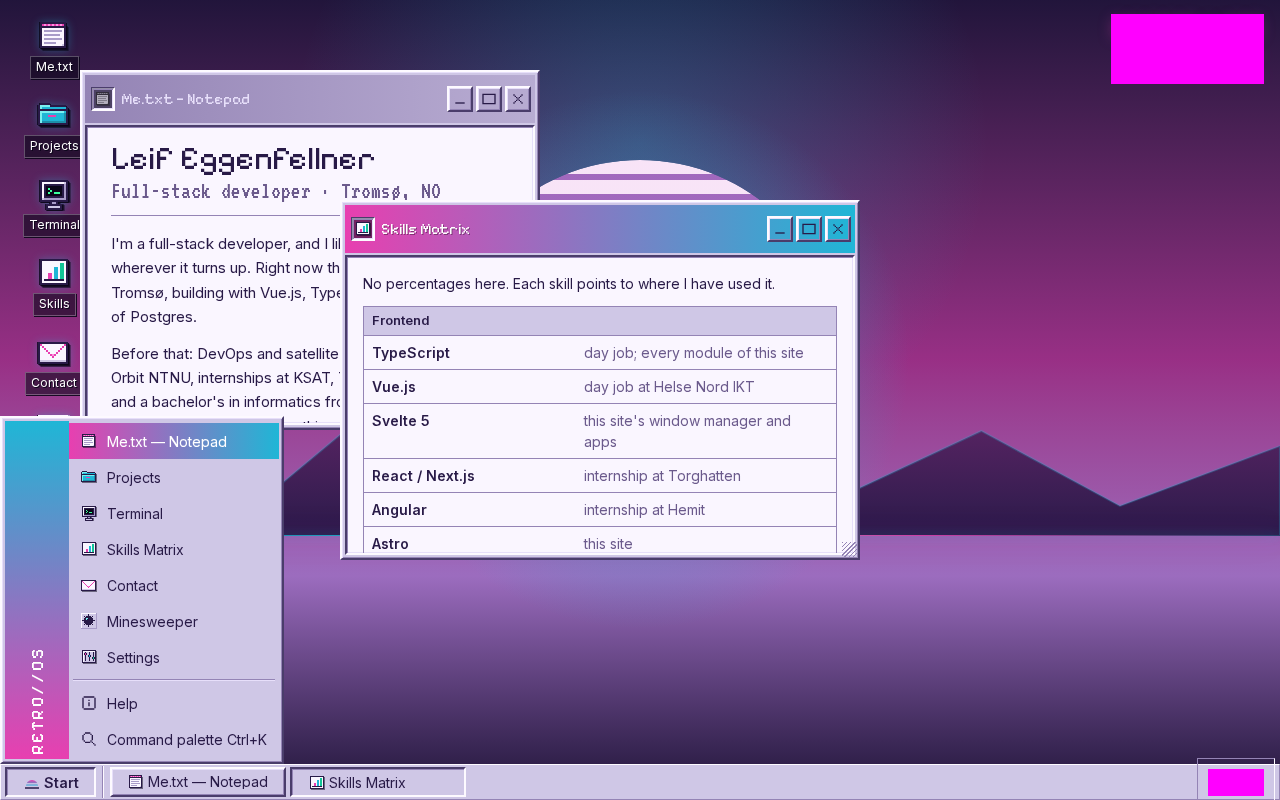 Me.txt
Projects
Terminal
Skills
Contact
Me.txt – Notepad
Leif Eggenfellner
Full-stack developer · Tromsø, NO
I'm a full-stack developer, and I
wherever it turns up. Right now
Tromsø, building with Vue.js,
of Postgres.
Before that: DevOps and satellite
Orbit NTNU, internships at KSAT,
and a bachelor's in informatics
Skills Matrix
No percentages here. Each skill points to where I have used it.
Frontend
TypeScript day job; every module of this site
Vue.js day job at Helse Nord IKT
Svelte 5 this site's window manager and
apps
React / Next.js internship at Torghatten
Angular internship at Hemit
Astro this site
RETRO//OS
Me.txt — Notepad
Projects
Terminal
Skills Matrix
Contact
Minesweeper
Settings
Help
Command palette Ctrl+K
Start
Me.txt — Notepad
Skills Matrix